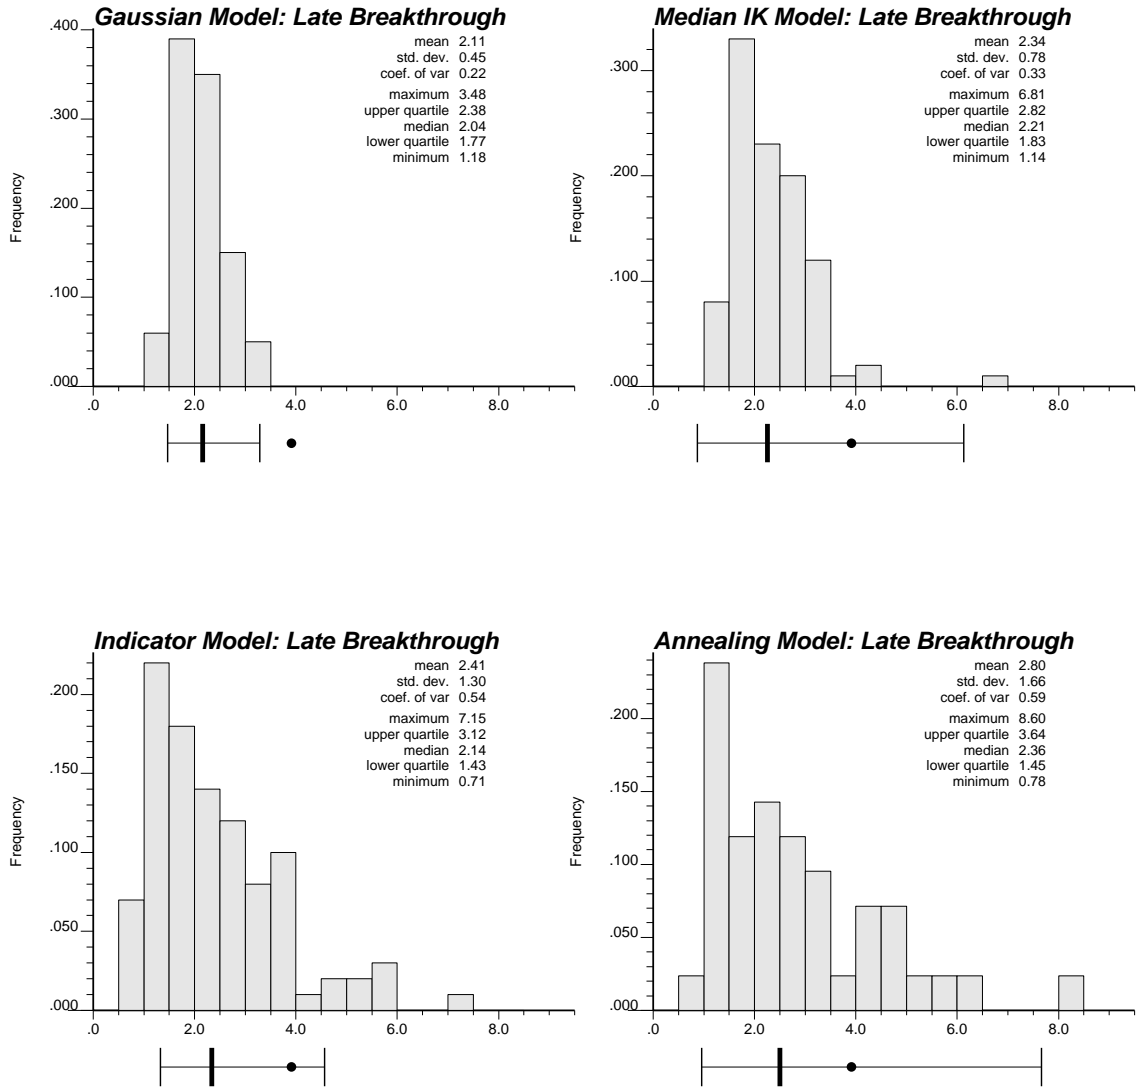 Gaussian Model: Late Breakthrough
Frequency
.400
.300
.200
.100
.000
.0 2.0 4.0 6.0 8.0
mean 2.11
std. dev. 0.45
coef. of var 0.22
maximum 3.48
upper quartile 2.38
median 2.04
lower quartile 1.77
minimum 1.18
Median IK Model: Late Breakthrough
Frequency
.300
.200
.100
.000
.0 2.0 4.0 6.0 8.0
mean 2.34
std. dev. 0.78
coef. of var 0.33
maximum 6.81
upper quartile 2.82
median 2.21
lower quartile 1.83
minimum 1.14
Indicator Model: Late Breakthrough
Frequency
.200
.150
.100
.050
.000
.0 2.0 4.0 6.0 8.0
mean 2.41
std. dev. 1.30
coef. of var 0.54
maximum 7.15
upper quartile 3.12
median 2.14
lower quartile 1.43
minimum 0.71
Annealing Model: Late Breakthrough
Frequency
.200
.150
.100
.050
.000
.0 2.0 4.0 6.0 8.0
mean 2.80
std. dev. 1.66
coef. of var 0.59
maximum 8.60
upper quartile 3.64
median 2.36
lower quartile 1.45
minimum 0.78